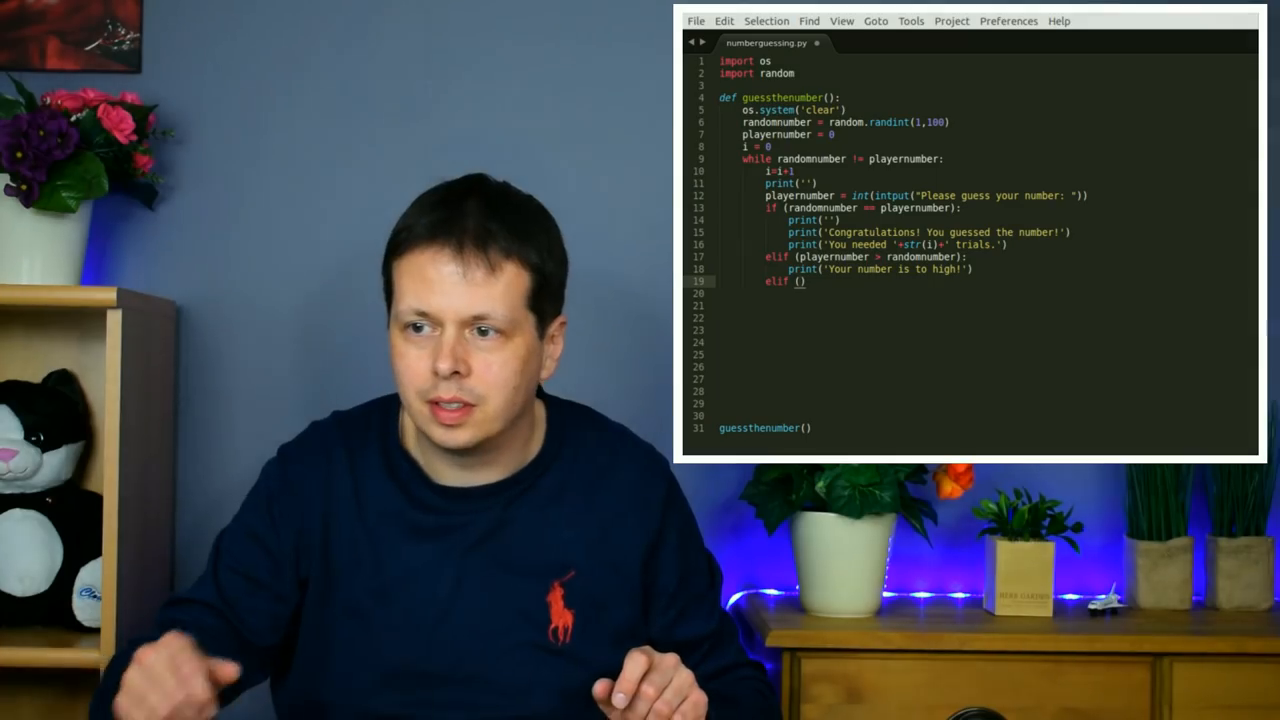 File Edit Selection Find View Goto Tools Project Preferences Help
numberguessing.py
1 import os
2 import random
3
4 def guessthenumber():
5 os.system('clear')
6 randomnumber = random.randint(1,100)
7 playernumber = 0
8 i = 0
9 while randomnumber != playernumber:
10 i=i+1
11 print('')
12 playernumber = int(intput("Please guess your number: "))
13 if (randomnumber == playernumber):
14 print('')
15 print('Congratulations! You guessed the number!')
16 print('You needed '+str(i)+' trials.')
17 elif (playernumber > randomnumber):
18 print('Your number is to high!')
19 elif ()
20
21
22
23
24
25
26
27
28
29
30
31 guessthenumber()
HERB GARDEN